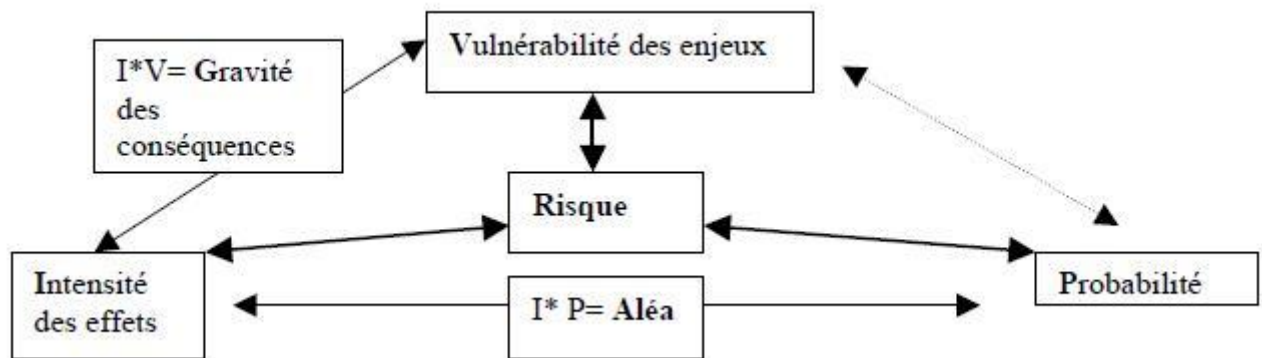 Vulnérabilité des enjeux
I*V= Gravité
des
conséquences
Risque
Intensité
des effets
I* P= Aléa
Probabilité